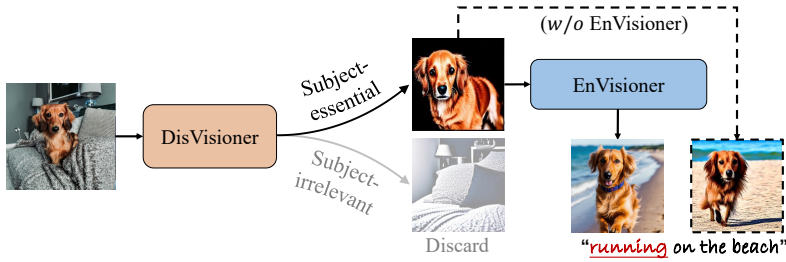 (w/o EnVisioner)
Subject-
essential
DisVisioner
EnVisioner
Subject-
irrelevant
Discard
“running on the beach”